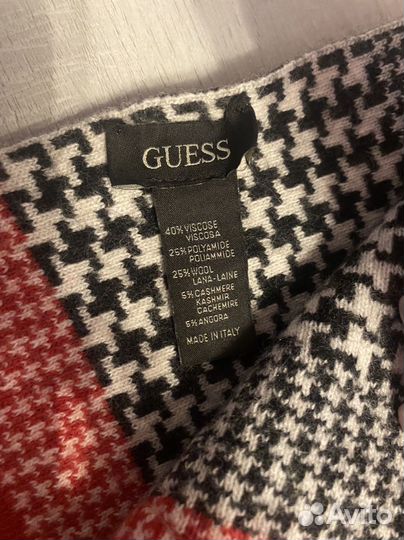 GUESS
40% VISCOSE
VISCOSA
25% POLYAMIDE
POLIAMMIDE
25% WOOL
LANA-LAINE
5% CASHMERE
KASHMIR
CACHEMIRE
5% ANGORA
MADE IN ITALY
Avito